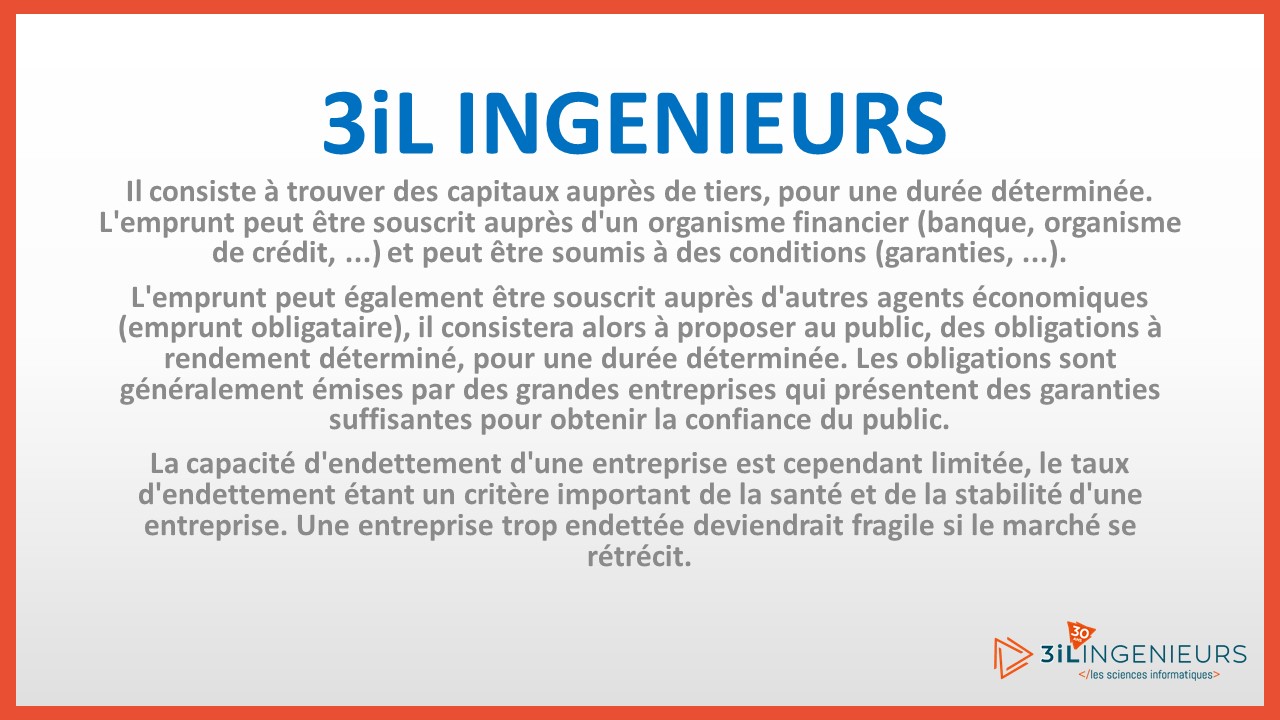 3iL INGENIEURS
Il consiste à trouver des capitaux auprès de tiers, pour une durée déterminée.
L'emprunt peut être souscrit auprès d'un organisme financier (banque, organisme
de crédit, ...) et peut être soumis à des conditions (garanties, ...).
L'emprunt peut également être souscrit auprès d'autres agents économiques
(emprunt obligataire), il consistera alors à proposer au public, des obligations à
rendement déterminé, pour une durée déterminée. Les obligations sont
généralement émises par des grandes entreprises qui présentent des garanties
suffisantes pour obtenir la confiance du public.
La capacité d'endettement d'une entreprise est cependant limitée, le taux
d'endettement étant un critère important de la santé et de la stabilité d'une
entreprise. Une entreprise trop endettée deviendrait fragile si le marché se
rétrécit.
30
3iLINGENIEURS
</les sciences informatiques>